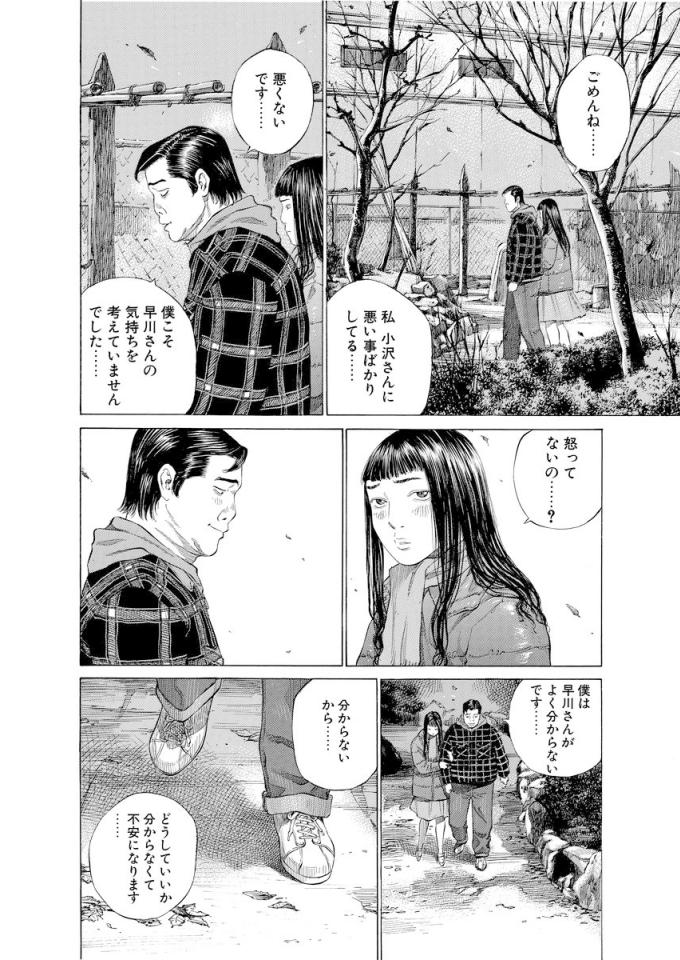 ごめんね……
私　小沢さんに
悪い事ばかり
してる……
悪くない
です……
僕こそ
早川さんの
気持ちを
考えていません
でした……
怒って
ないの……？
僕は
早川さんが
よく分からない
です……
分からない
から……
どうしていいか
分からなくて
不安になります
……